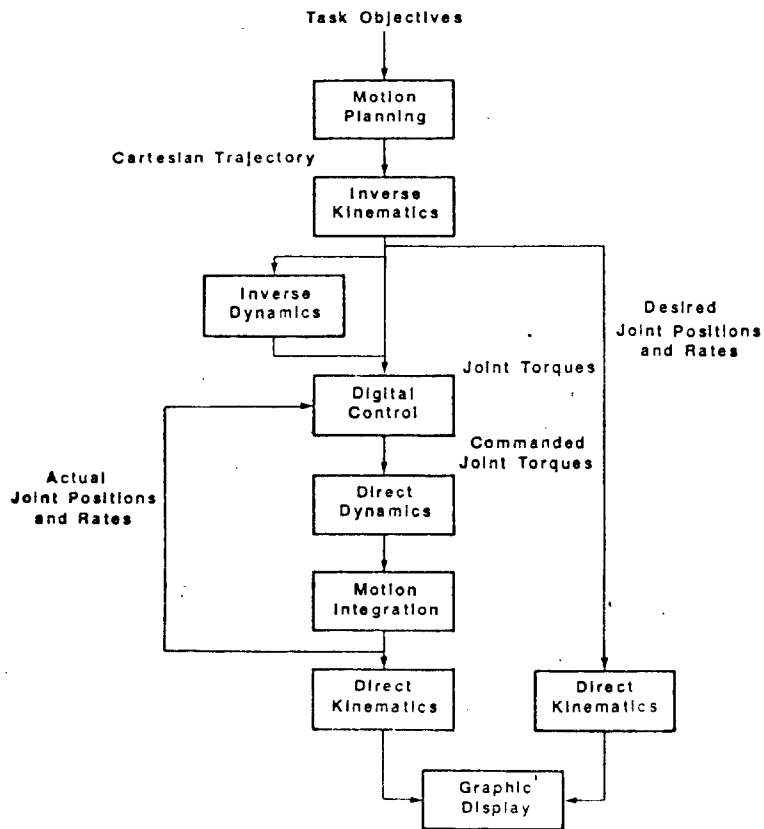 Task Objectives
Motion
Planning
Cartesian Trajectory
Inverse
Kinematics
Inverse
Dynamics
Desired
Joint Positions
and Rates
Joint Torques
Digital
Control
Commanded
Joint Torques
Actual
Joint Positions
and Rates
Direct
Dynamics
Motion
Integration
Direct
Kinematics
Direct
Kinematics
Graphic
Display